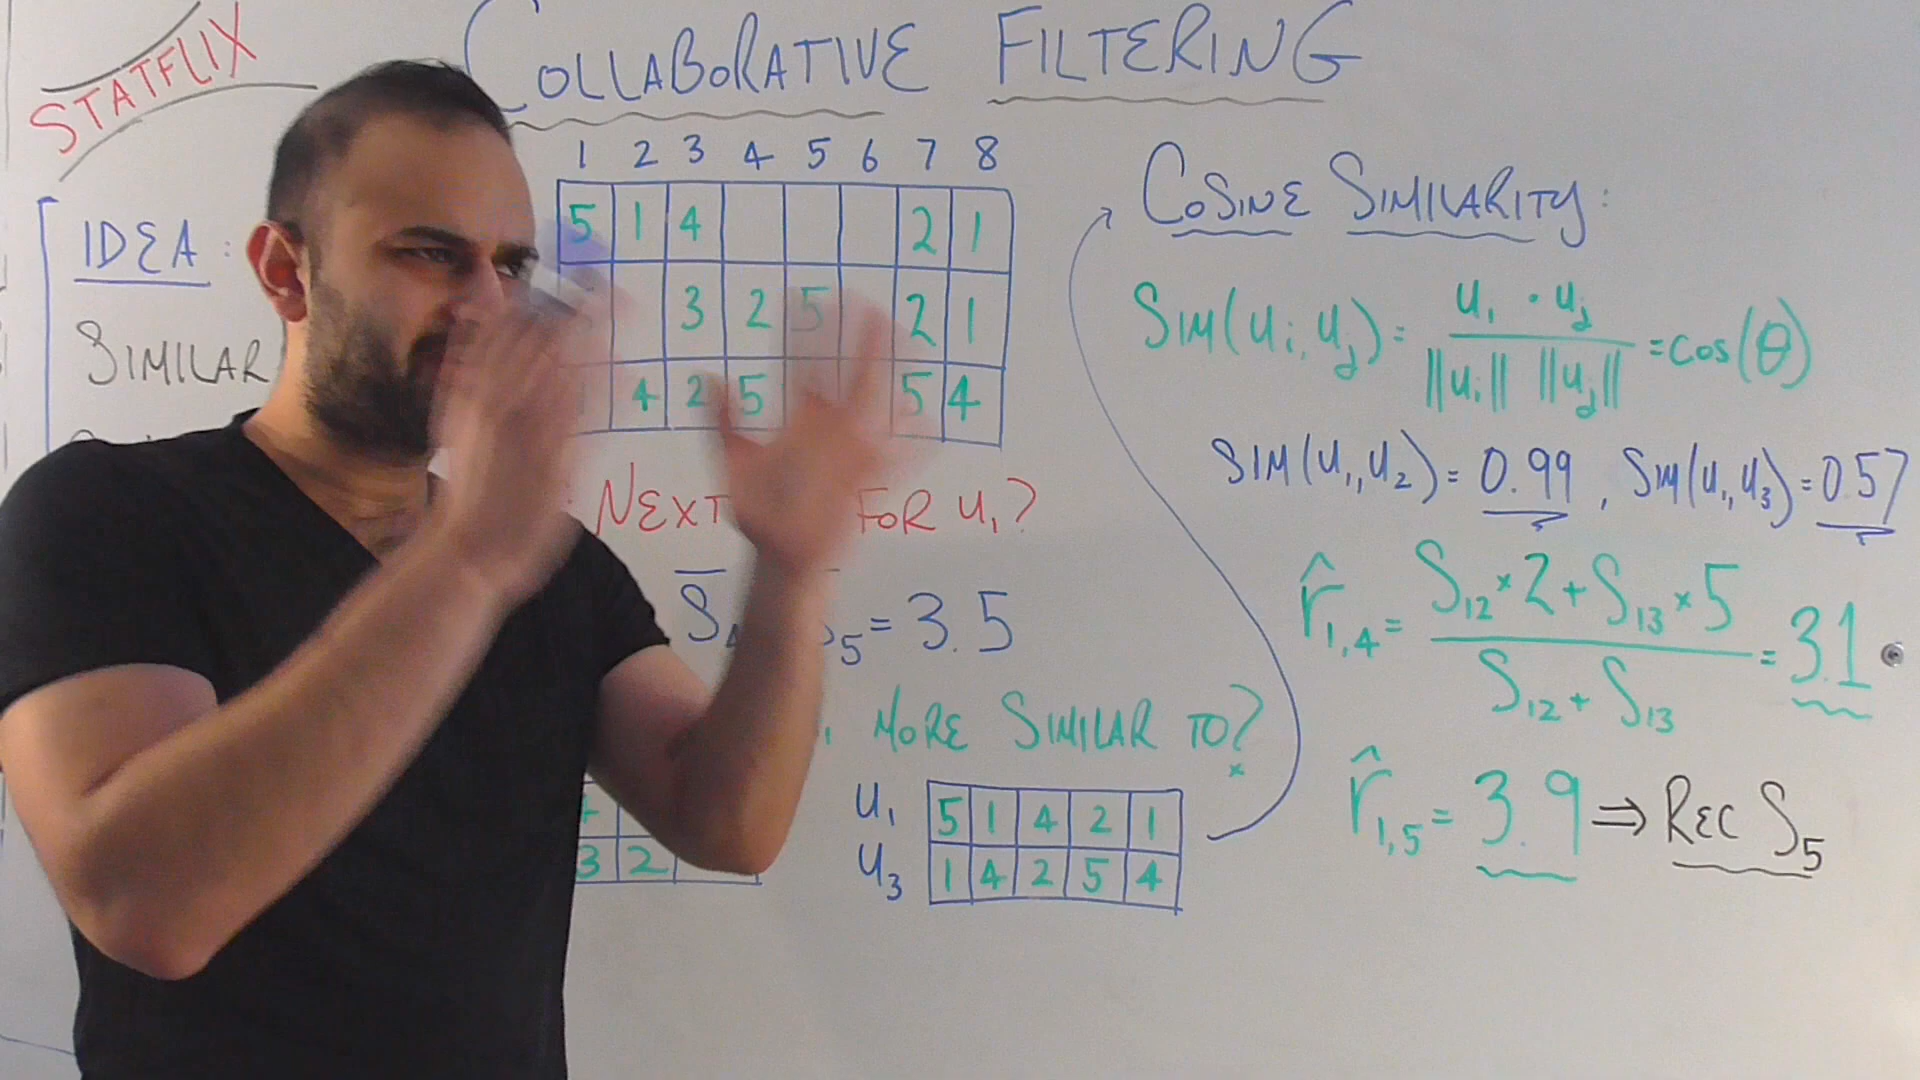 STATFLIX
COLLABORATIVE FILTERING
1 2 3 4 5 6 7 8
5 1 4 2 1
3 2 5 2 1
1 4 2 5 5 4
IDEA:
SIMILAR
NEXT FOR U₁?
S̄₄ S̄₅ = 3.5
MORE SIMILAR TO?
3 2
U₁ 5 1 4 2 1
U₃ 1 4 2 5 4
COSINE SIMILARITY:
SIM(Uᵢ, Uⱼ) = Uᵢ · Uⱼ / ||Uᵢ|| ||Uⱼ|| = cos(θ)
SIM(U₁, U₂) = 0.99, SIM(U₁, U₃) = 0.57
r̂₁,₄ = S₁₂ × 2 + S₁₃ × 5 / S₁₂ + S₁₃ = 3.1
r̂₁,₅ = 3.9 ⇒ REC S₅